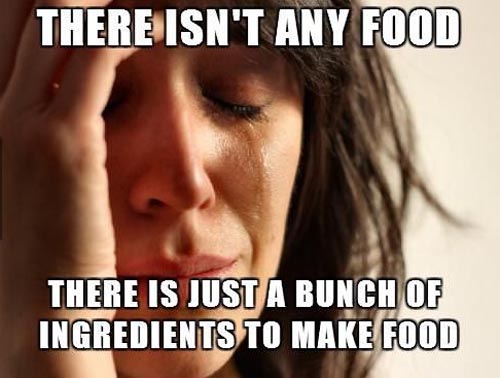 THERE ISN'T ANY FOOD
THERE IS JUST A BUNCH OF
INGREDIENTS TO MAKE FOOD